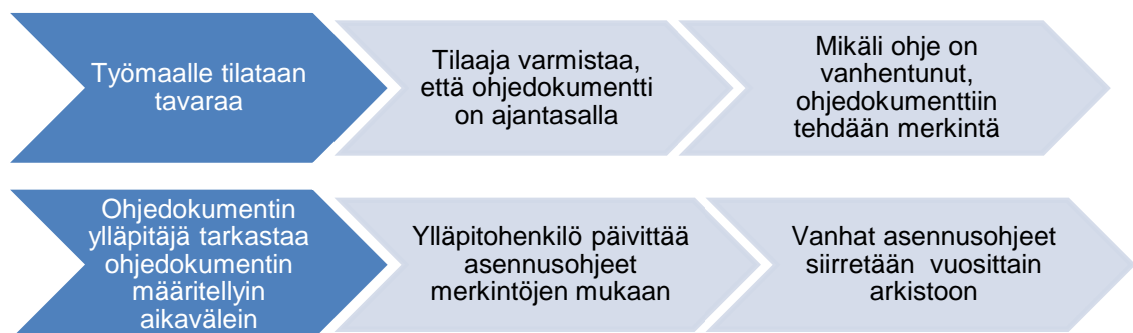 Työmaalle tilataan
tavaraa
Tilaaja varmistaa,
että ohjedokumentti
on ajantasalla
Mikäli ohje on
vanhentunut,
ohjedokumenttiin
tehdään merkintä
Ohjedokumentin
ylläpitäjä tarkastaa
ohjedokumentin
määritellyin
aikavälein
Ylläpitohenkilö päivittää
asennusohjeet
merkintöjen mukaan
Vanhat asennusohjeet
siirretään vuosittain
arkistoon